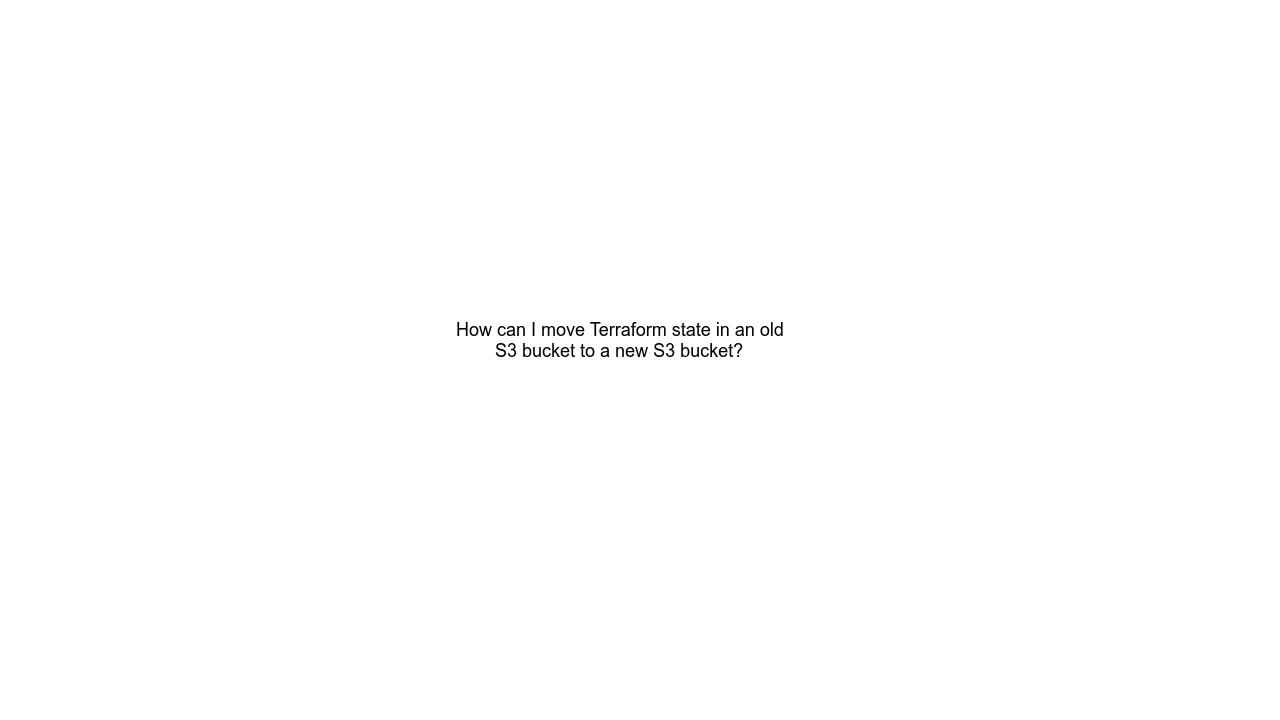 How can I move Terraform state in an old
S3 bucket to a new S3 bucket?